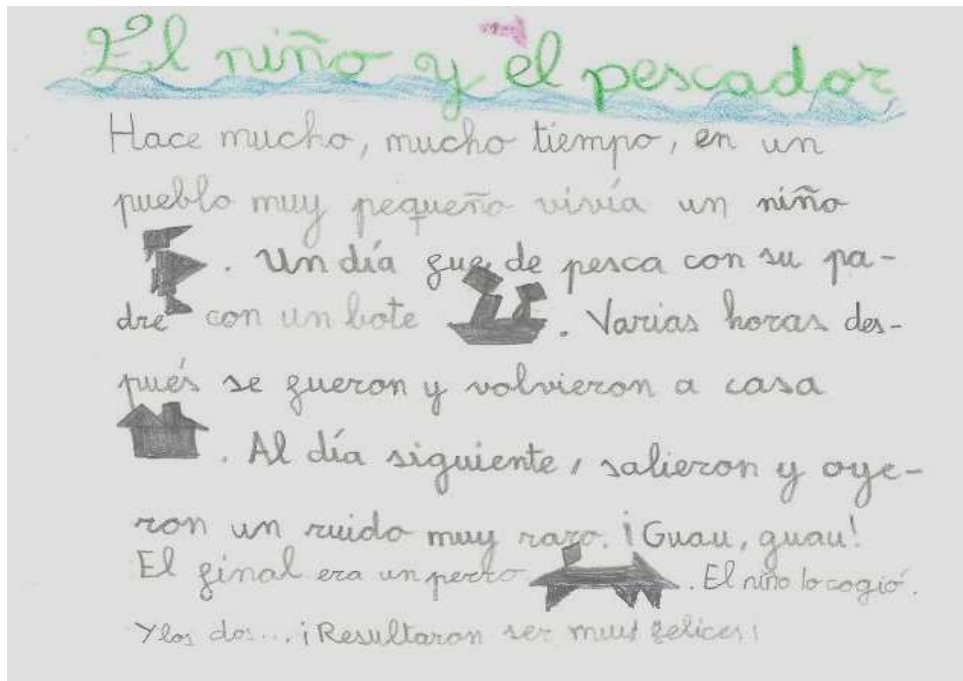 El niño y el pescador
Hace mucho, mucho tiempo, en un
pueblo muy pequeño vivía un niño
. Un día fue de pesca con su pa-
dre con un bote . Varias horas des-
pués se fueron y volvieron a casa
. Al día siguiente, salieron y oye-
ron un ruido muy raro. ¡Guau, guau!
El final era un perro . El niño lo cogió.
Y los dos... ¡Resultaron ser muy felices!